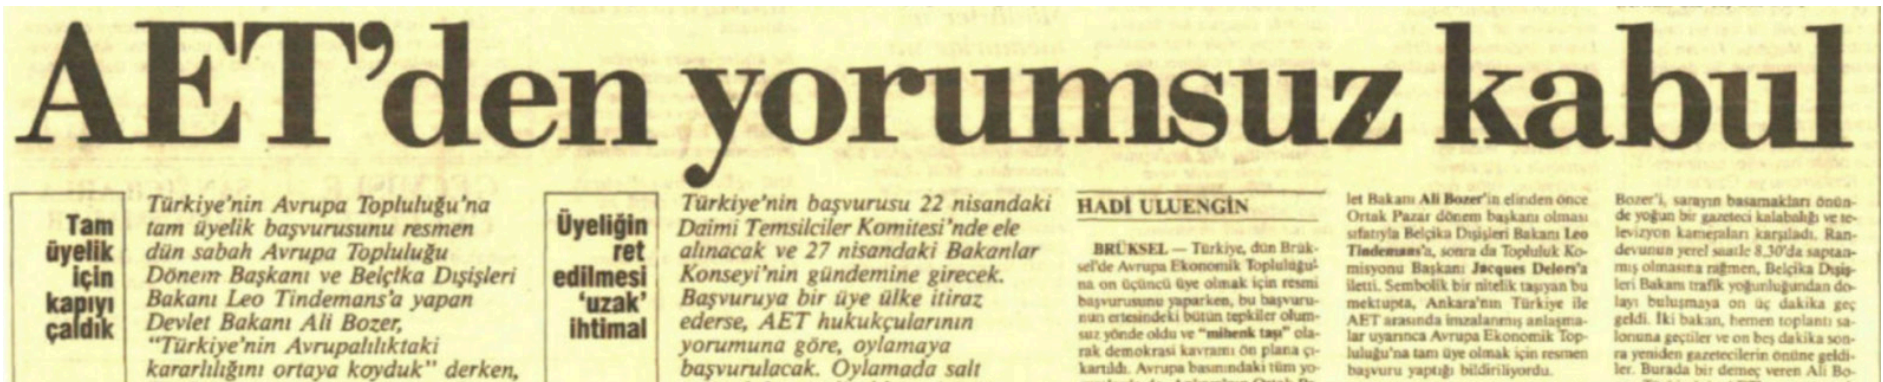 AET'den yorumsuz kabul
Tam
üyelik
için
kapıyı
çaldık
Türkiye'nin Avrupa Topluluğu'na
tam üyelik başvurusunu resmen
dün sabah Avrupa Topluluğu
Dönem Başkanı ve Belçika Dışişleri
Bakanı Leo Tindemans'a yapan
Devlet Bakanı Ali Bozer,
"Türkiye'nin Avrupalılıktaki
kararlılığını ortaya koyduk" derken,
Üyeliğin
ret
edilmesi
'uzak'
ihtimal
Türkiye'nin başvurusu 22 nisandaki
Daimi Temsilciler Komitesi'nde ele
alınacak ve 27 nisandaki Bakanlar
Konseyi'nin gündemine girecek.
Başvuruya bir üye ülke itiraz
ederse, AET hukukçularının
yorumuna göre, oylamaya
başvurulacak. Oylamada salt
HADİ ULUENGİN
BRÜKSEL — Türkiye, dün Brük-
sel'de Avrupa Ekonomik Topluluğu'-
na on üçüncü üye olmak için resmi
başvurusunu yaparken, bu başvuru-
nun ertesindeki bütün tepkiler olum-
suz yönde oldu ve "mihenk taşı" ola-
rak demokrasi kavramı ön plana çı-
kartıldı. Avrupa basınındaki tüm yo-
let Bakanı Ali Bozer'in elinden önce
Ortak Pazar dönem başkanı olması
sıfatıyla Belçika Dışişleri Bakanı Leo
Tindemans'a, sonra da Topluluk Ko-
misyonu Başkanı Jacques Delors'a
iletti. Sembolik bir nitelik taşıyan bu
mektupta, Ankara'nın Türkiye ile
AET arasında imzalanmış anlaşma-
lar uyarınca Avrupa Ekonomik Top-
luluğu'na tam üye olmak için resmen
başvuru yaptığı bildiriliyordu.
Bozer'i, sarayın basamakları önün-
de yoğun bir gazeteci kalabalığı ve te-
levizyon kameraları karşıladı. Ran-
devunun yerel saatle 8.30'da saptan-
mış olmasına rağmen, Belçika Dışiş-
leri Bakanı trafik yoğunluğundan do-
layı buluşmaya on üç dakika geç
geldi. İki bakan, hemen toplantı sa-
lonuna geçtiler ve on beş dakika son-
ra yeniden gazetecilerin önüne geldi-
ler. Burada bir demeç veren Ali Bo-